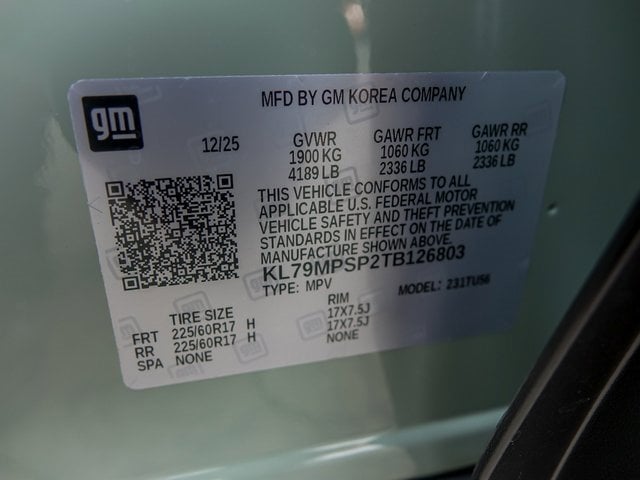 gm
MFD BY GM KOREA COMPANY
12/25
GVWR GAWR FRT GAWR RR
1900 KG 1060 KG 1060 KG
4189 LB 2336 LB 2336 LB
THIS VEHICLE CONFORMS TO ALL
APPLICABLE U.S. FEDERAL MOTOR
VEHICLE SAFETY AND THEFT PREVENTION
STANDARDS IN EFFECT ON THE DATE OF
MANUFACTURE SHOWN ABOVE.
KL79MPSP2TB126803
TYPE: MPV MODEL: 231TU56
TIRE SIZE RIM
FRT 225/60R17 H 17X7.5J
RR 225/60R17 H 17X7.5J
SPA NONE NONE